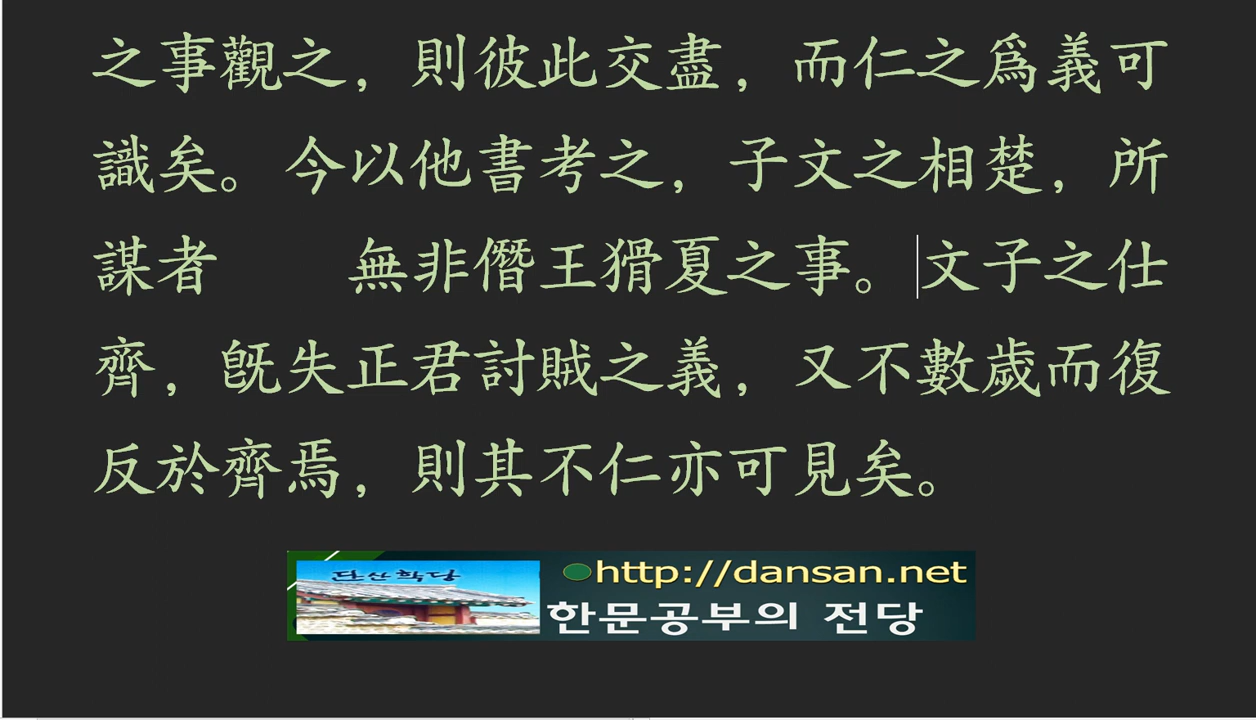 之事觀之，則彼此交盡，而仁之爲義可
識矣。今以他書考之，子文之相楚，所
謀者 無非僭王猾夏之事。文子之仕
齊，旣失正君討賊之義，又不數歲而復
反於齊焉，則其不仁亦可見矣。
단산학당
http://dansan.net
한문공부의 전당